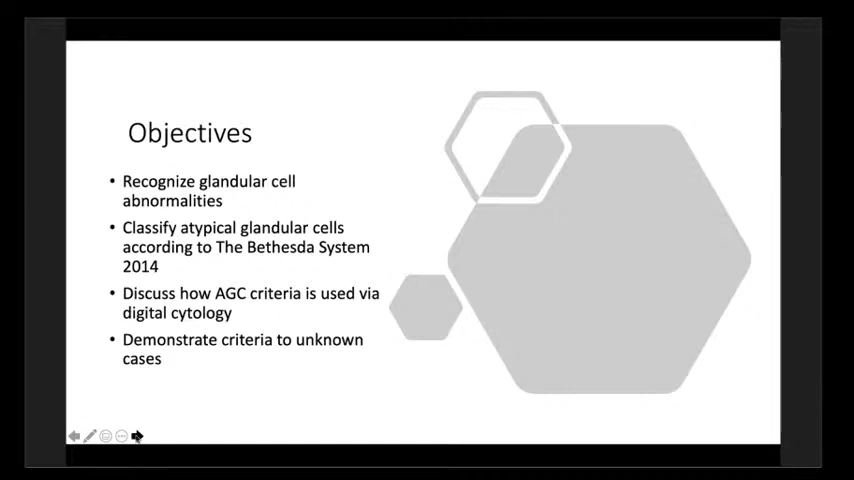 Objectives
• Recognize glandular cell
abnormalities
• Classify atypical glandular cells
according to The Bethesda System
2014
• Discuss how AGC criteria is used via
digital cytology
• Demonstrate criteria to unknown
cases